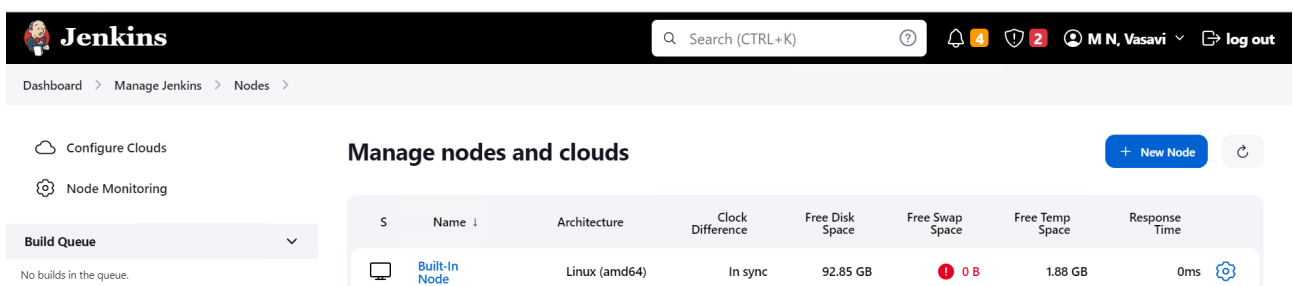 Jenkins
Search (CTRL+K) ?
4
2
M N, Vasavi
log out
Dashboard > Manage Jenkins > Nodes >
Configure Clouds
Node Monitoring
Build Queue
No builds in the queue.
Manage nodes and clouds
+ New Node
S Name ↓ Architecture Clock Difference Free Disk Space Free Swap Space Free Temp Space Response Time
Built-In Node Linux (amd64) In sync 92.85 GB ! 0 B 1.88 GB 0ms